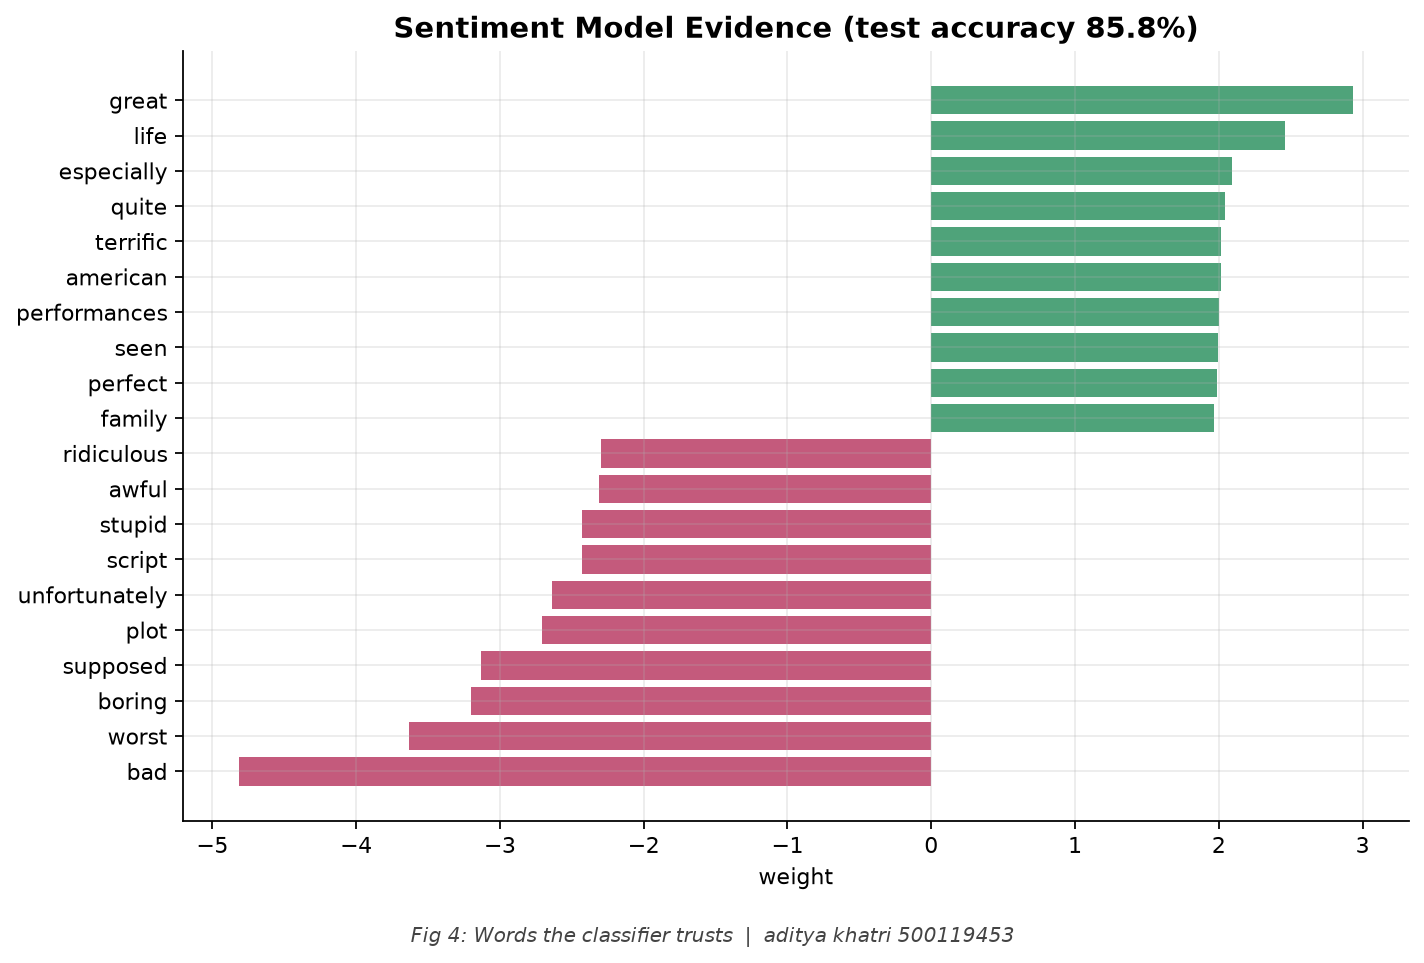 Sentiment Model Evidence (test accuracy 85.8%)
great
life
especially
quite
terrific
american
performances
seen
perfect
family
ridiculous
awful
stupid
script
unfortunately
plot
supposed
boring
worst
bad
−5 −4 −3 −2 −1 0 1 2 3
weight
Fig 4: Words the classifier trusts | aditya khatri 500119453